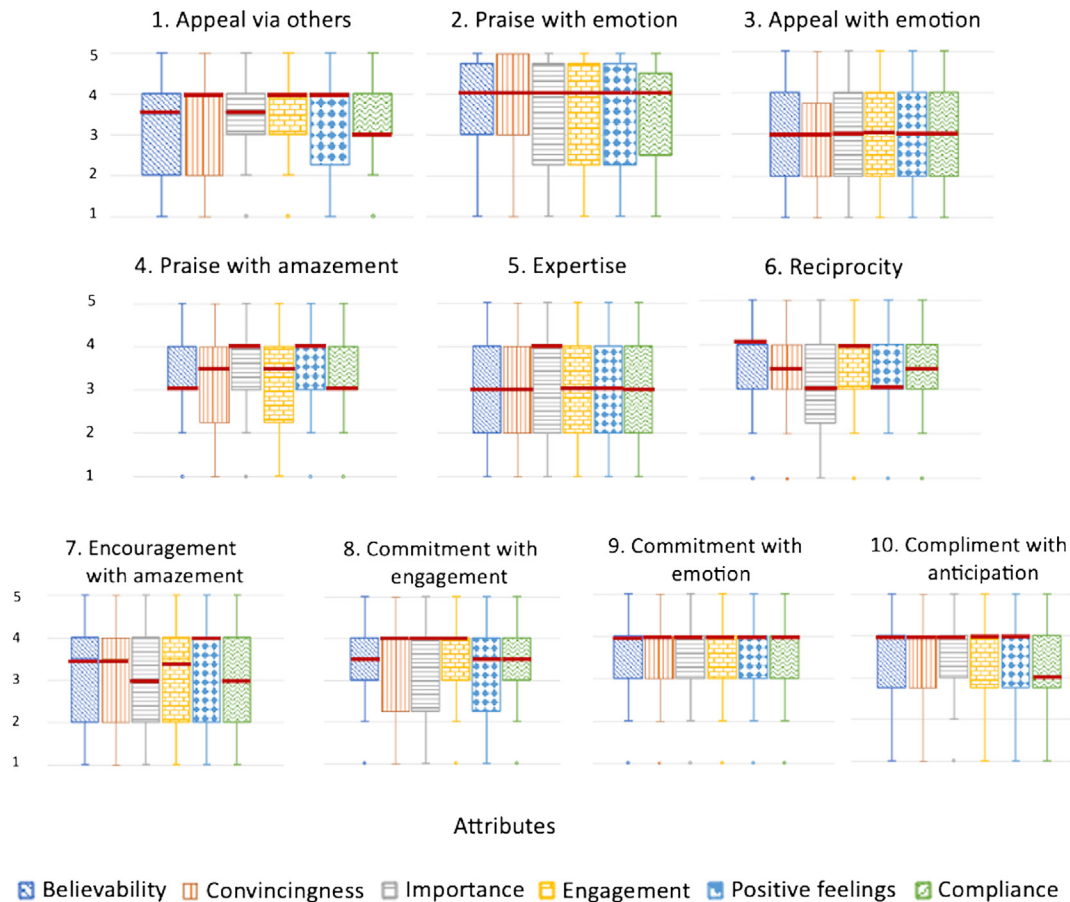 1. Appeal via others
2. Praise with emotion
3. Appeal with emotion
5
4
3
2
1
4. Praise with amazement
5. Expertise
6. Reciprocity
5
4
3
2
1
7. Encouragement
with amazement
8. Commitment with
engagement
9. Commitment with
emotion
10. Compliment with
anticipation
5
4
3
2
1
Attributes
Believability
Convincingness
Importance
Engagement
Positive feelings
Compliance